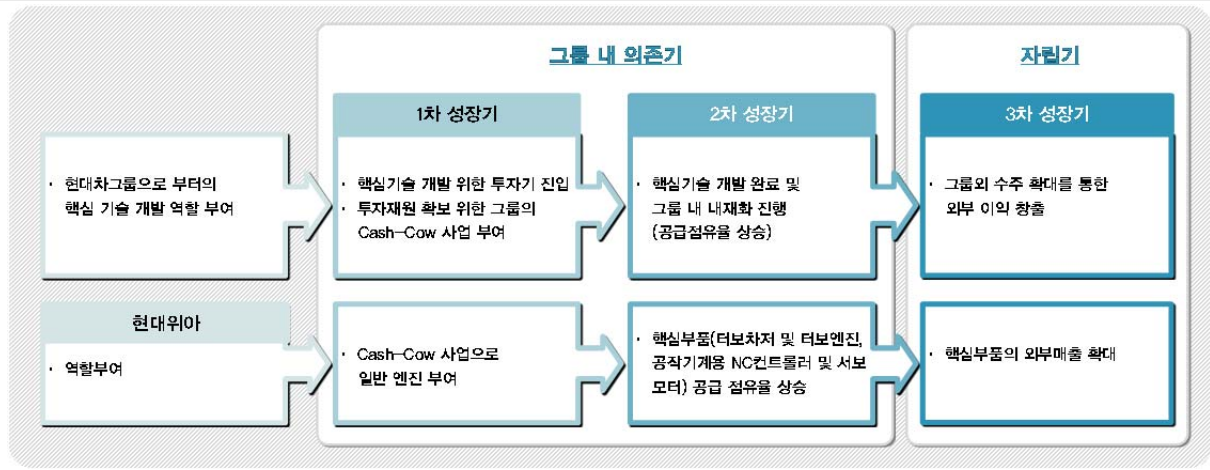 그룹 내 의존기
자립기
1차 성장기
2차 성장기
3차 성장기
· 현대차그룹으로 부터의
핵심 기술 개발 역할 부여
· 핵심기술 개발 위한 투자기 진입
· 투자재원 확보 위한 그룹의
Cash-Cow 사업 부여
· 핵심기술 개발 완료 및
그룹 내 내재화 진행
(공급점유율 상승)
· 그룹외 수주 확대를 통한
외부 이익 창출
현대위아
· 역할부여
· Cash-Cow 사업으로
일반 엔진 부여
· 핵심부품(터보차저 및 터보엔진,
공작기계용 NC컨트롤러 및 서보
모터) 공급 점유율 상승
· 핵심부품의 외부매출 확대